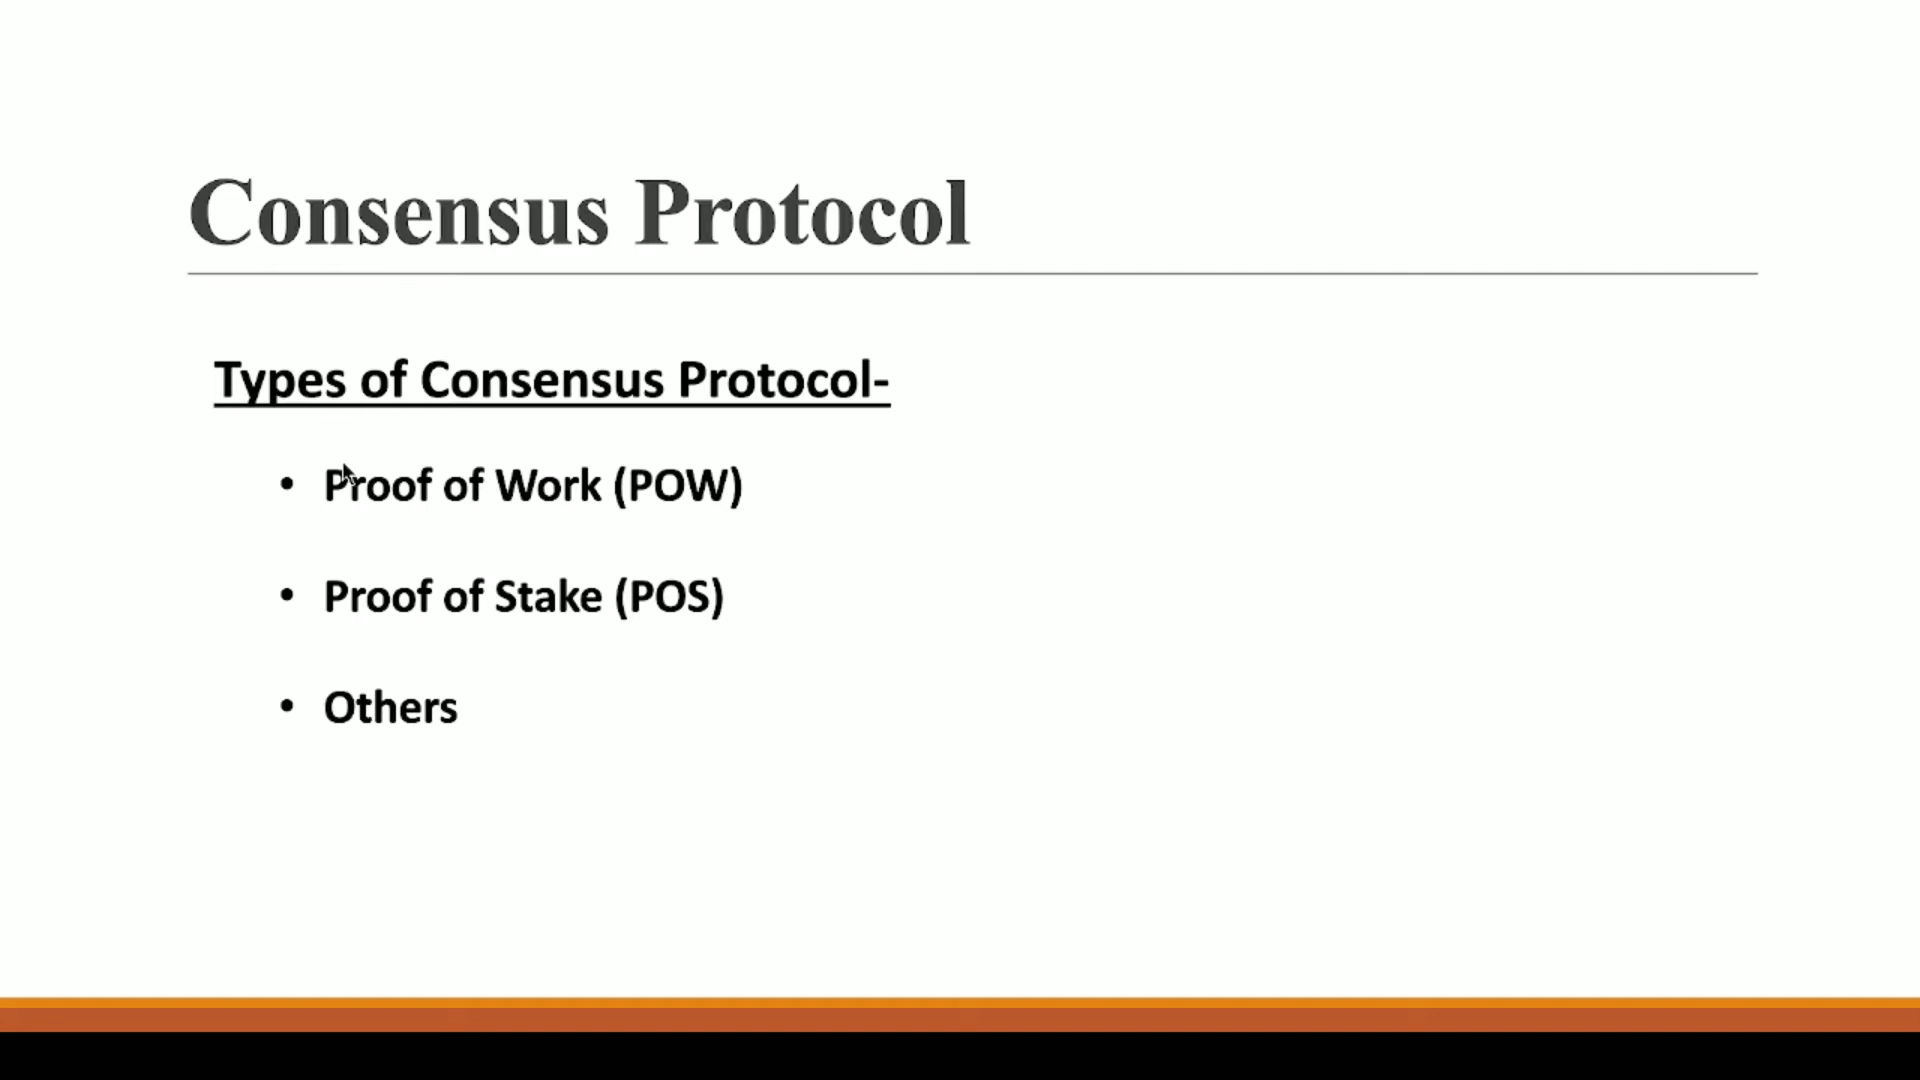 Consensus Protocol
Types of Consensus Protocol-
• Proof of Work (POW)
• Proof of Stake (POS)
• Others